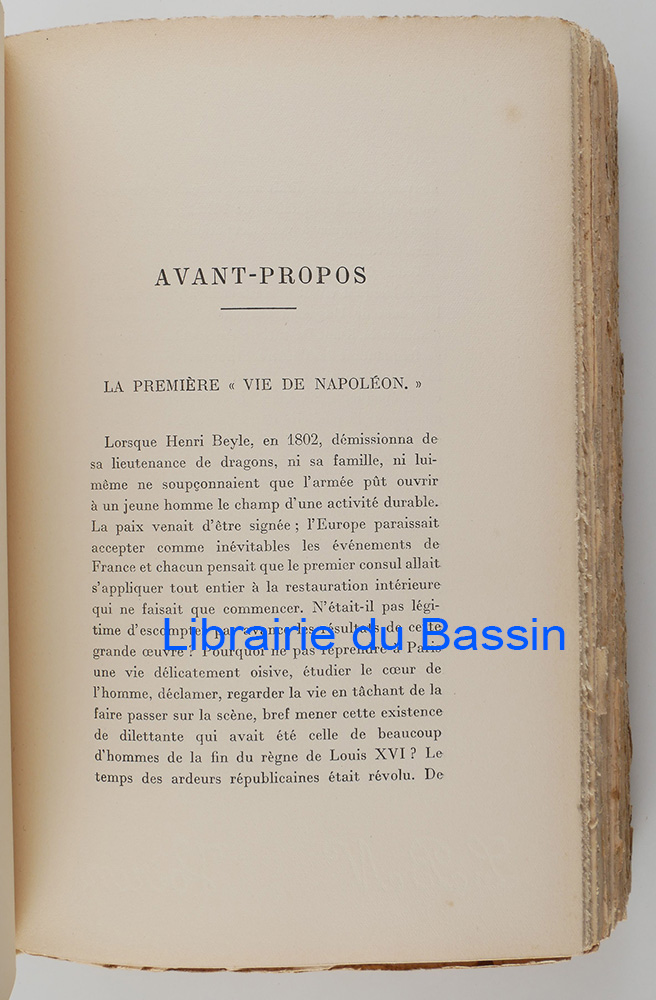 AVANT-PROPOS
LA PREMIÈRE « VIE DE NAPOLÉON. »
Lorsque Henri Beyle, en 1802, démissionna de
sa lieutenance de dragons, ni sa famille, ni lui-
même ne soupçonnaient que l'armée pût ouvrir
à un jeune homme le champ d'une activité durable.
La paix venait d'être signée ; l'Europe paraissait
accepter comme inévitables les événements de
France et chacun pensait que le premier consul allait
s'appliquer tout entier à la restauration intérieure
qui ne faisait que commencer. N'était-il pas légi-
time d'escompter par avance les résultats de cette
Librairie du Bassin
grande œuvre ? Pourquoi ne pas reprendre à Paris
une vie délicatement oisive, étudier le cœur de
l'homme, déclamer, regarder la vie en tâchant de la
faire passer sur la scène, bref mener cette existence
de dilettante qui avait été celle de beaucoup
d'hommes de la fin du règne de Louis XVI ? Le
temps des ardeurs républicaines était révolu. De